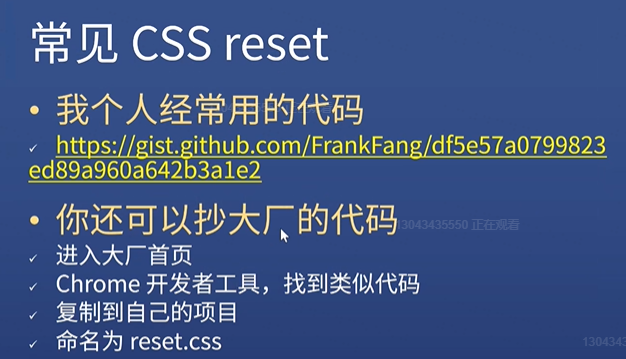 常见 CSS reset
• 我个人经常用的代码
✓ https://gist.github.com/FrankFang/df5e57a0799823
ed89a960a642b3a1e2
• 你还可以抄大厂的代码
13043435550 正在观看
✓ 进入大厂首页
✓ Chrome 开发者工具，找到类似代码
✓ 复制到自己的项目
✓ 命名为 reset.css
130434